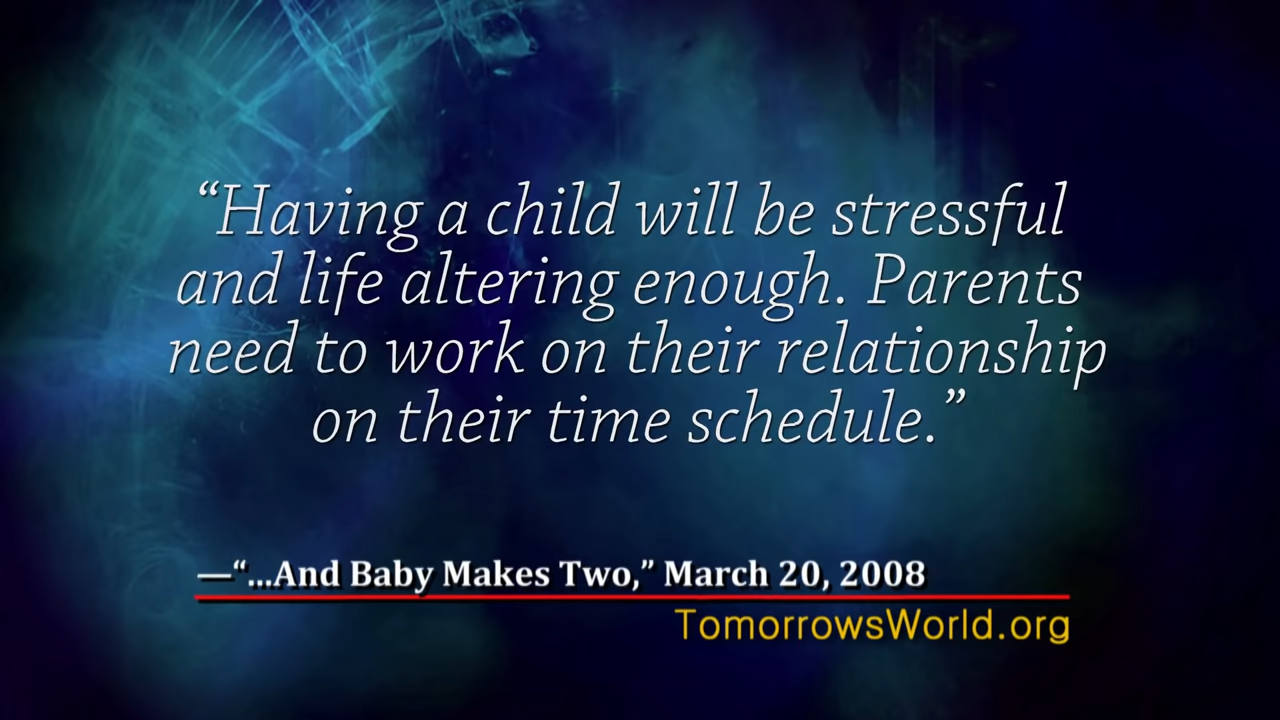 “Having a child will be stressful
and life altering enough. Parents
need to work on their relationship
on their time schedule.”
—“...And Baby Makes Two,” March 20, 2008
TomorrowsWorld.org